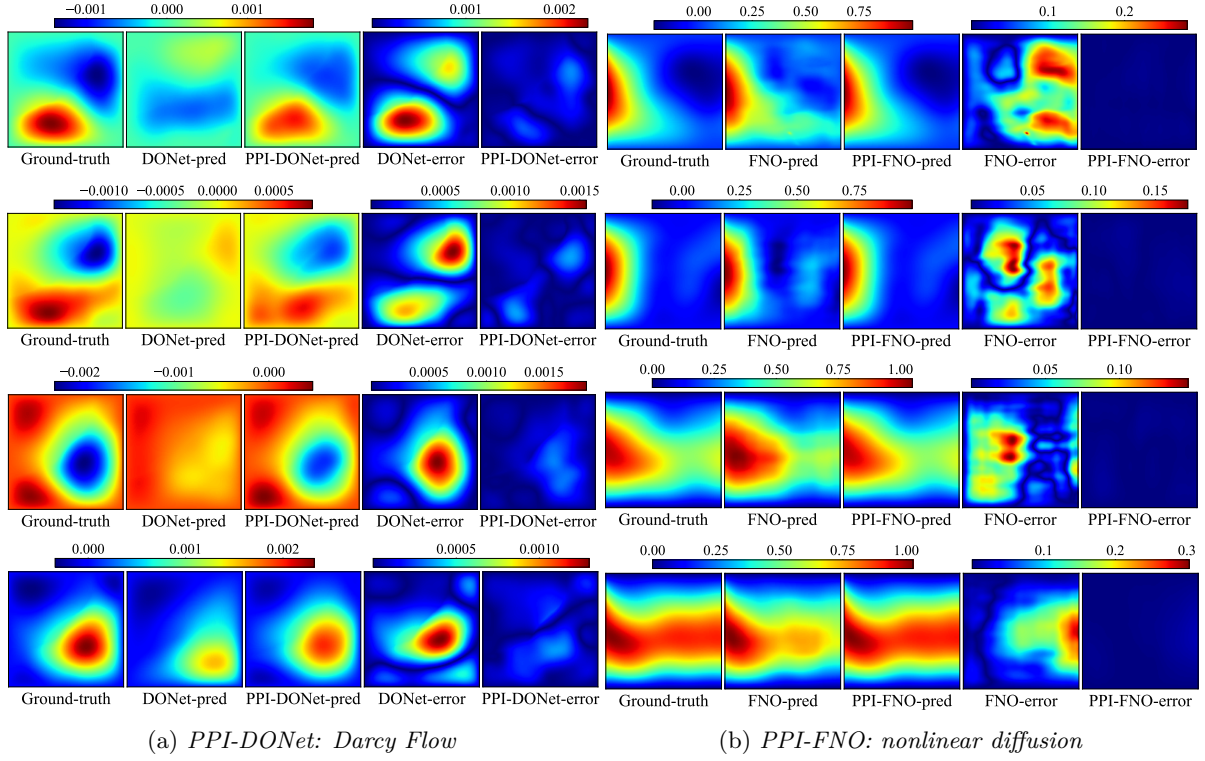 −0.001 0.000 0.001 0.001 0.002 0.00 0.25 0.50 0.75 0.1 0.2
Ground-truth DONet-pred PPI-DONet-pred DONet-error PPI-DONet-error Ground-truth FNO-pred PPI-FNO-pred FNO-error PPI-FNO-error
−0.0010 −0.0005 0.0000 0.0005 0.0005 0.0010 0.0015 0.00 0.25 0.50 0.75 0.05 0.10 0.15
Ground-truth DONet-pred PPI-DONet-pred DONet-error PPI-DONet-error Ground-truth FNO-pred PPI-FNO-pred FNO-error PPI-FNO-error
−0.002 −0.001 0.000 0.0005 0.0010 0.0015 0.00 0.25 0.50 0.75 1.00 0.05 0.10
Ground-truth DONet-pred PPI-DONet-pred DONet-error PPI-DONet-error Ground-truth FNO-pred PPI-FNO-pred FNO-error PPI-FNO-error
0.000 0.001 0.002 0.0005 0.0010 0.00 0.25 0.50 0.75 1.00 0.1 0.2 0.3
Ground-truth DONet-pred PPI-DONet-pred DONet-error PPI-DONet-error Ground-truth FNO-pred PPI-FNO-pred FNO-error PPI-FNO-error
(a) PPI-DONet: Darcy Flow (b) PPI-FNO: nonlinear diffusion